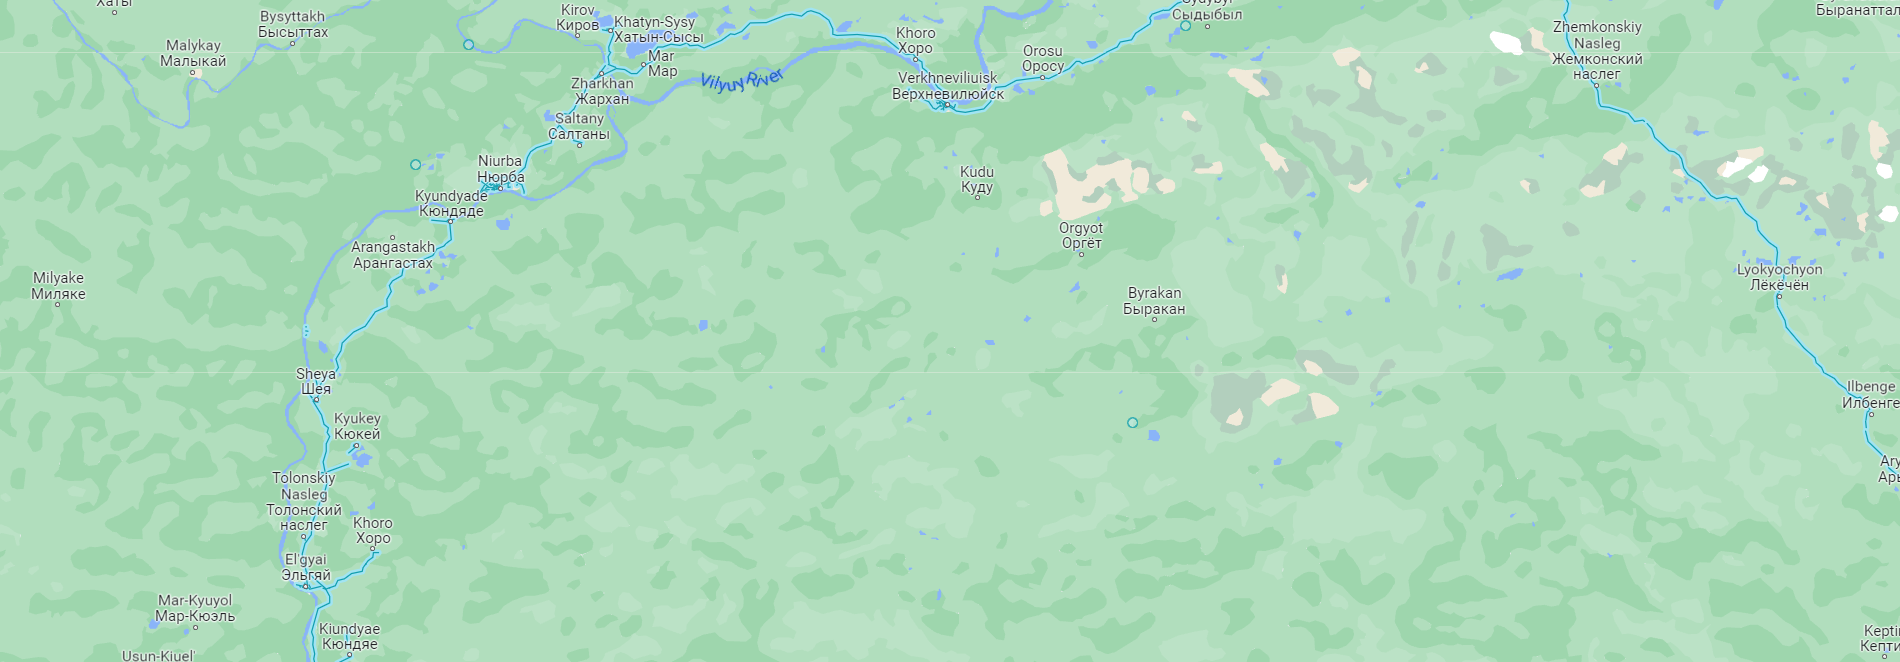 Хаты
Bysyttakh
Бысыттах
Malykay
Малыкай
Kirov
Киров
Khatyn-Sysy
Хатын-Сысы
Mar
Мар
Zharkhan
Жархан
Saltany
Салтаны
Niurba
Нюрба
Kyundyade
Кюндяде
Arangastakh
Арангастах
Milyake
Миляке
Vilyuy River
Khoro
Хоро
Verkhneviliuisk
Верхневилюйск
Orosu
Оросу
Сыдыбыл
Kudu
Куду
Orgyot
Оргёт
Byrakan
Быракан
Zhemkonskiy
Nasleg
Жемконский
наслег
Lyokyochyon
Лёкечён
Ilbenge
Илбенге
Sheya
Шея
Kyukey
Кюкей
Tolonskiy
Nasleg
Толонский
наслег
Khoro
Хоро
El'gyai
Эльгяй
Mar-Kyuyol
Мар-Кюэль
Kiundyae
Кюндяе
Usun-Kiuel'